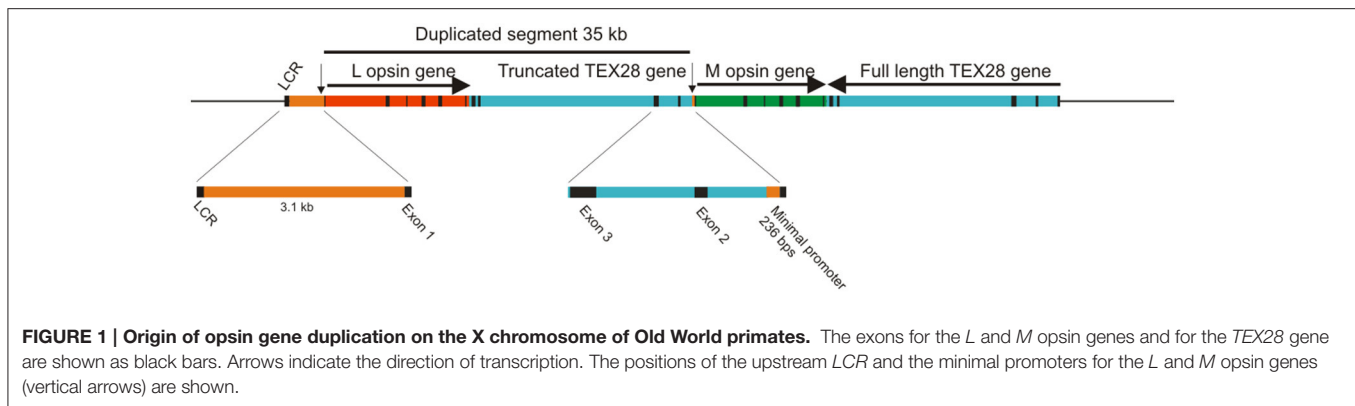 Duplicated segment 35 kb
LCR
L opsin gene
Truncated TEX28 gene
M opsin gene
Full length TEX28 gene
LCR
3.1 kb
Exon 1
Exon 3
Exon 2
Minimal promoter
236 bps
FIGURE 1 | Origin of opsin gene duplication on the X chromosome of Old World primates. The exons for the L and M opsin genes and for the TEX28 gene
are shown as black bars. Arrows indicate the direction of transcription. The positions of the upstream LCR and the minimal promoters for the L and M opsin genes
(vertical arrows) are shown.